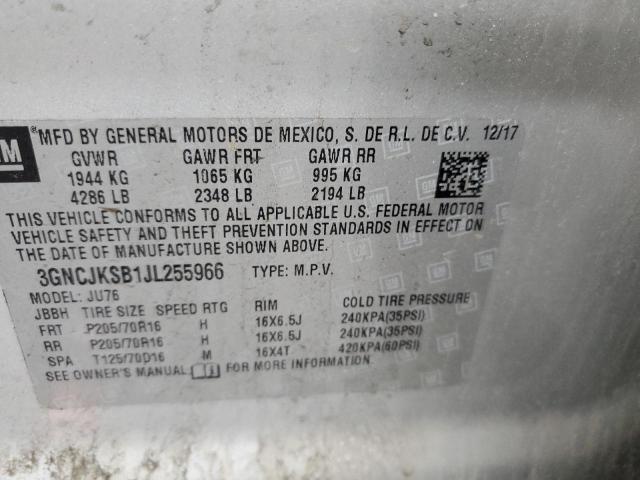 GM ®MFD BY GENERAL MOTORS DE MEXICO, S. DE R.L. DE C.V. 12/17
GVWR GAWR FRT GAWR RR
1944 KG 1065 KG 995 KG
4286 LB 2348 LB 2194 LB
THIS VEHICLE CONFORMS TO ALL APPLICABLE U.S. FEDERAL MOTOR
VEHICLE SAFETY AND THEFT PREVENTION STANDARDS IN EFFECT ON
THE DATE OF MANUFACTURE SHOWN ABOVE.
3GNCJKSB1JL255966 TYPE: M.P.V.
MODEL: JU76
JBBH TIRE SIZE SPEED RTG RIM COLD TIRE PRESSURE
FRT P205/70R16 H 16X6.5J 240KPA(35PSI)
RR P205/70R16 H 16X6.5J 240KPA(35PSI)
SPA T125/70D16 M 16X4T 420KPA(60PSI)
SEE OWNER'S MANUAL FOR MORE INFORMATION.